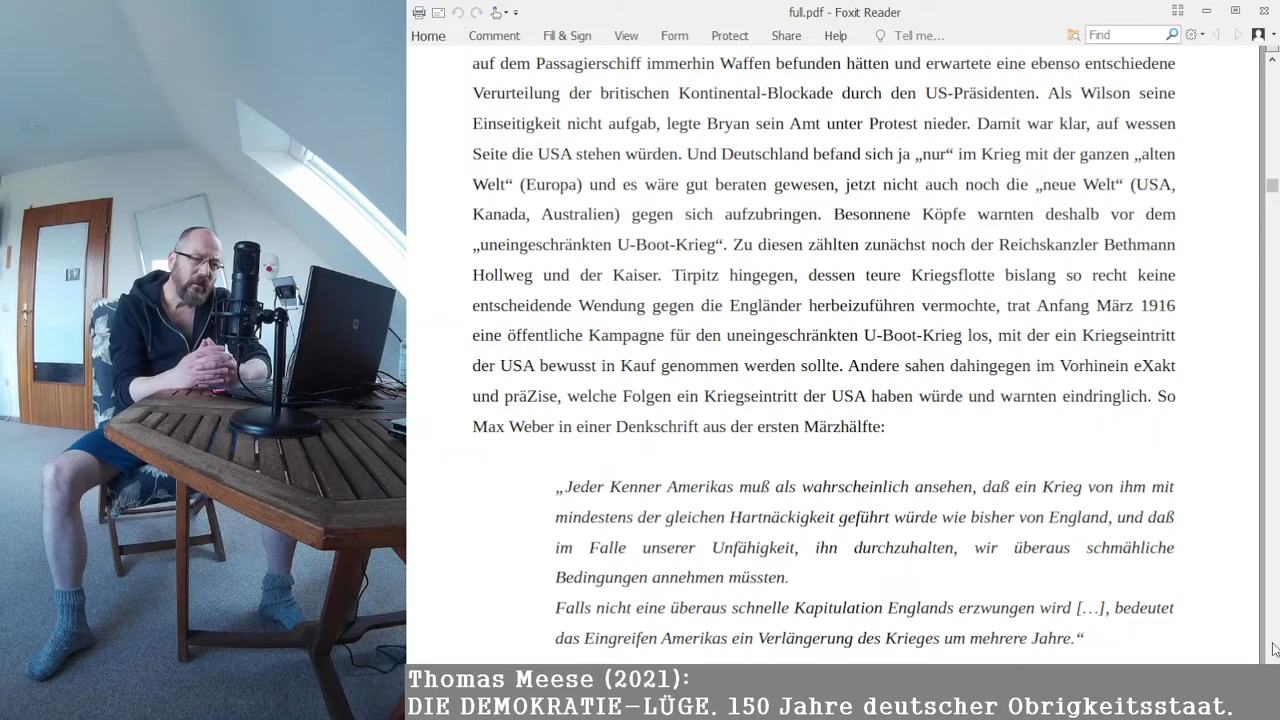 full.pdf - Foxit Reader
Home Comment Fill & Sign View Form Protect Share Help Tell me… Find
auf dem Passagierschiff immerhin Waffen befunden hätten und erwartete eine ebenso entschiedene
Verurteilung der britischen Kontinental-Blockade durch den US-Präsidenten. Als Wilson seine
Einseitigkeit nicht aufgab, legte Bryan sein Amt unter Protest nieder. Damit war klar, auf wessen
Seite die USA stehen würden. Und Deutschland befand sich ja „nur“ im Krieg mit der ganzen „alten
Welt“ (Europa) und es wäre gut beraten gewesen, jetzt nicht auch noch die „neue Welt“ (USA,
Kanada, Australien) gegen sich aufzubringen. Besonnene Köpfe warnten deshalb vor dem
„uneingeschränkten U-Boot-Krieg“. Zu diesen zählten zunächst noch der Reichskanzler Bethmann
Hollweg und der Kaiser. Tirpitz hingegen, dessen teure Kriegsflotte bislang so recht keine
entscheidende Wendung gegen die Engländer herbeizuführen vermochte, trat Anfang März 1916
eine öffentliche Kampagne für den uneingeschränkten U-Boot-Krieg los, mit der ein Kriegseintritt
der USA bewusst in Kauf genommen werden sollte. Andere sahen dahingegen im Vorhinein eXakt
und präZise, welche Folgen ein Kriegseintritt der USA haben würde und warnten eindringlich. So
Max Weber in einer Denkschrift aus der ersten Märzhälfte:
„Jeder Kenner Amerikas muß als wahrscheinlich ansehen, daß ein Krieg von ihm mit
mindestens der gleichen Hartnäckigkeit geführt würde wie bisher von England, und daß
im Falle unserer Unfähigkeit, ihn durchzuhalten, wir überaus schmähliche
Bedingungen annehmen müssten.
Falls nicht eine überaus schnelle Kapitulation Englands erzwungen wird […], bedeutet
das Eingreifen Amerikas ein Verlängerung des Krieges um mehrere Jahre.“
Thomas Meese (2021):
DIE DEMOKRATIE-LÜGE. 150 Jahre deutscher Obrigkeitsstaat.